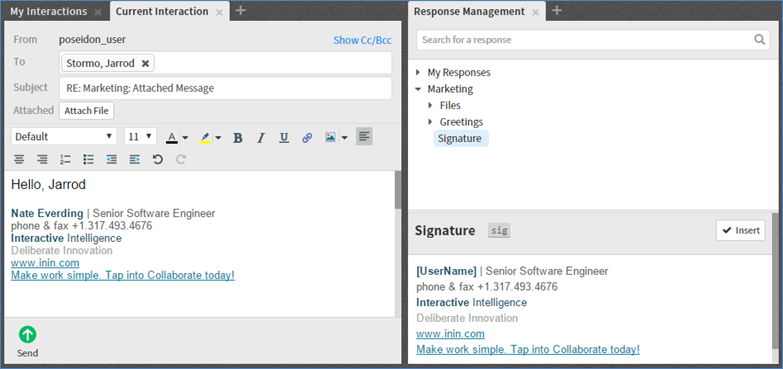 My Interactions
Current Interaction
From poseidon_user Show Cc/Bcc
To Stormo, Jarrod
Subject RE: Marketing: Attached Message
Attached Attach File
Default 11 A B I U
Hello, Jarrod
Nate Everding | Senior Software Engineer
phone & fax +1.317.493.4676
Interactive Intelligence
Deliberate Innovation
www.inin.com
Make work simple. Tap into Collaborate today!
Send
Response Management
Search for a response
My Responses
Marketing
Files
Greetings
Signature
Signature sig Insert
[UserName] | Senior Software Engineer
phone & fax +1.317.493.4676
Interactive Intelligence
Deliberate Innovation
www.inin.com
Make work simple. Tap into Collaborate today!